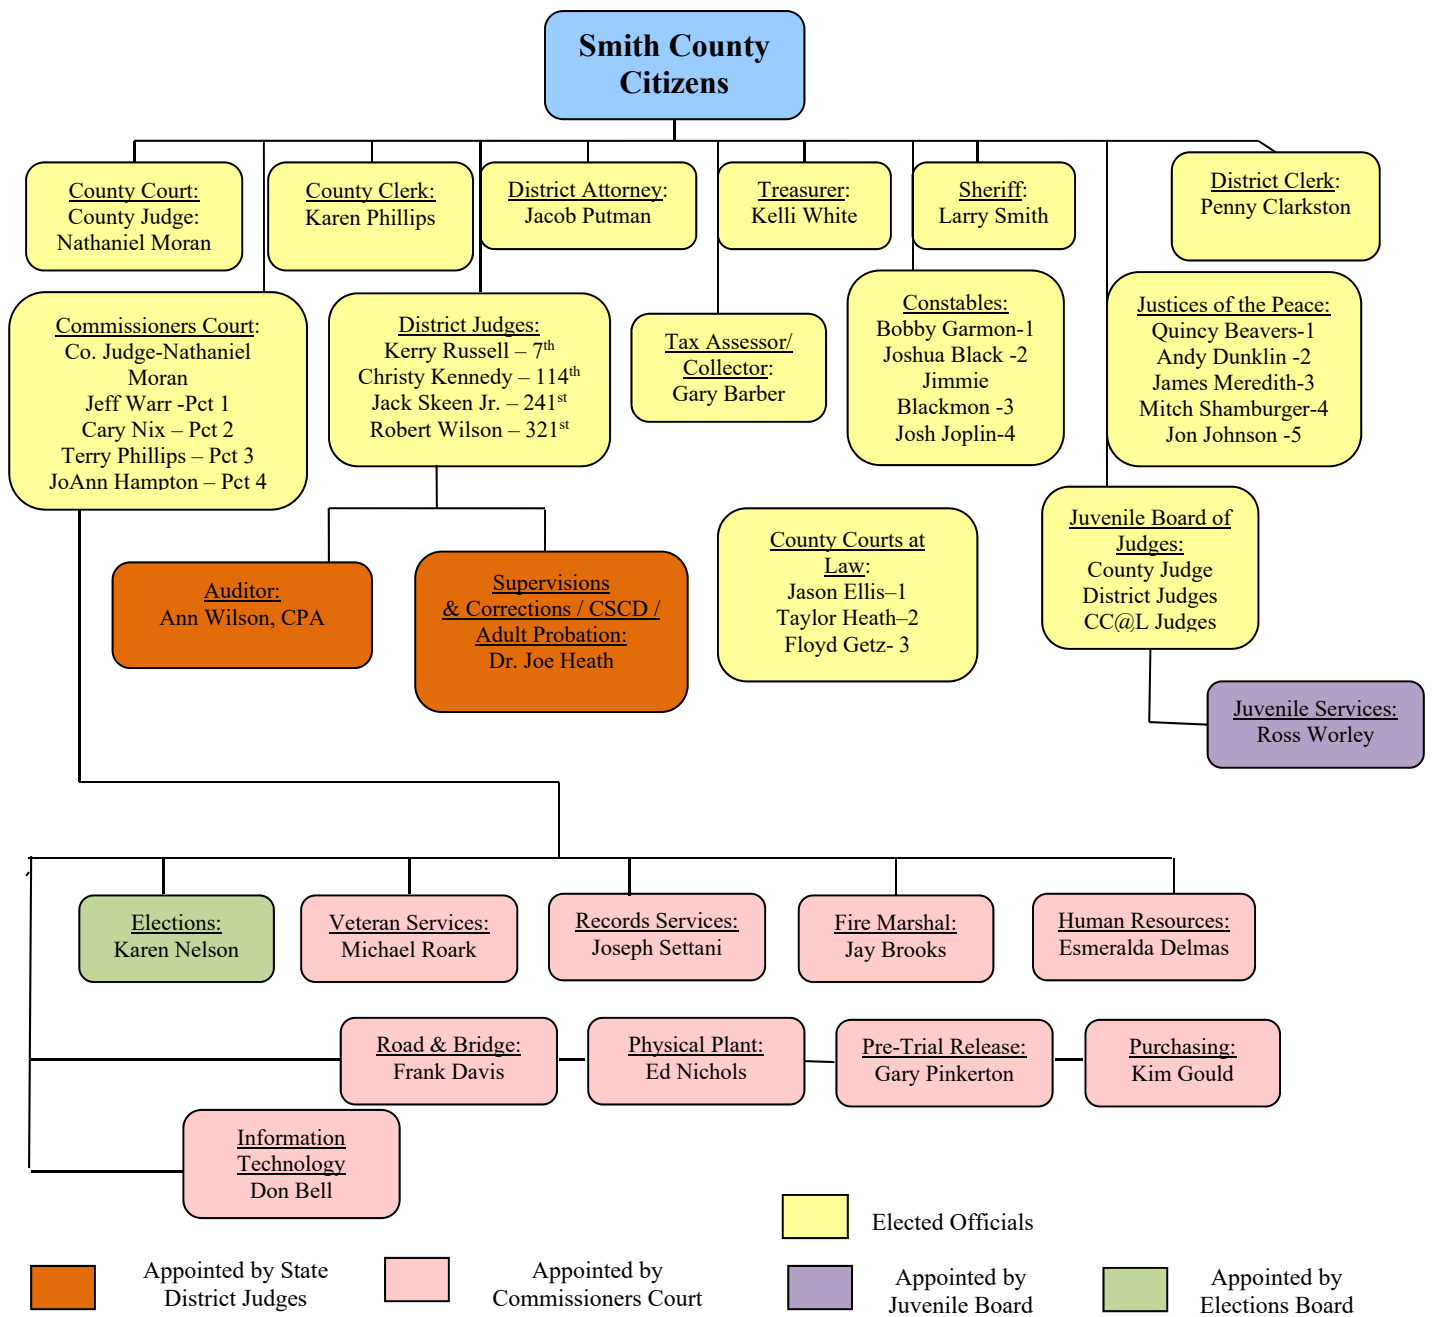 Smith County
Citizens
County Court:
County Judge:
Nathaniel Moran
County Clerk:
Karen Phillips
District Attorney:
Jacob Putman
Treasurer:
Kelli White
Sheriff:
Larry Smith
District Clerk:
Penny Clarkston
Commissioners Court:
Co. Judge-Nathaniel
Moran
Jeff Warr -Pct 1
Cary Nix – Pct 2
Terry Phillips – Pct 3
JoAnn Hampton – Pct 4
District Judges:
Kerry Russell – 7th
Christy Kennedy – 114th
Jack Skeen Jr. – 241st
Robert Wilson – 321st
Tax Assessor/
Collector:
Gary Barber
Constables:
Bobby Garmon-1
Joshua Black -2
Jimmie
Blackmon -3
Josh Joplin-4
Justices of the Peace:
Quincy Beavers-1
Andy Dunklin -2
James Meredith-3
Mitch Shamburger-4
Jon Johnson -5
Auditor:
Ann Wilson, CPA
Supervisions
& Corrections / CSCD /
Adult Probation:
Dr. Joe Heath
County Courts at
Law:
Jason Ellis–1
Taylor Heath–2
Floyd Getz- 3
Juvenile Board of
Judges:
County Judge
District Judges
CC@L Judges
Juvenile Services:
Ross Worley
Elections:
Karen Nelson
Veteran Services:
Michael Roark
Records Services:
Joseph Settani
Fire Marshal:
Jay Brooks
Human Resources:
Esmeralda Delmas
Road & Bridge:
Frank Davis
Physical Plant:
Ed Nichols
Pre-Trial Release:
Gary Pinkerton
Purchasing:
Kim Gould
Information
Technology
Don Bell
Elected Officials
Appointed by State
District Judges
Appointed by
Commissioners Court
Appointed by
Juvenile Board
Appointed by
Elections Board